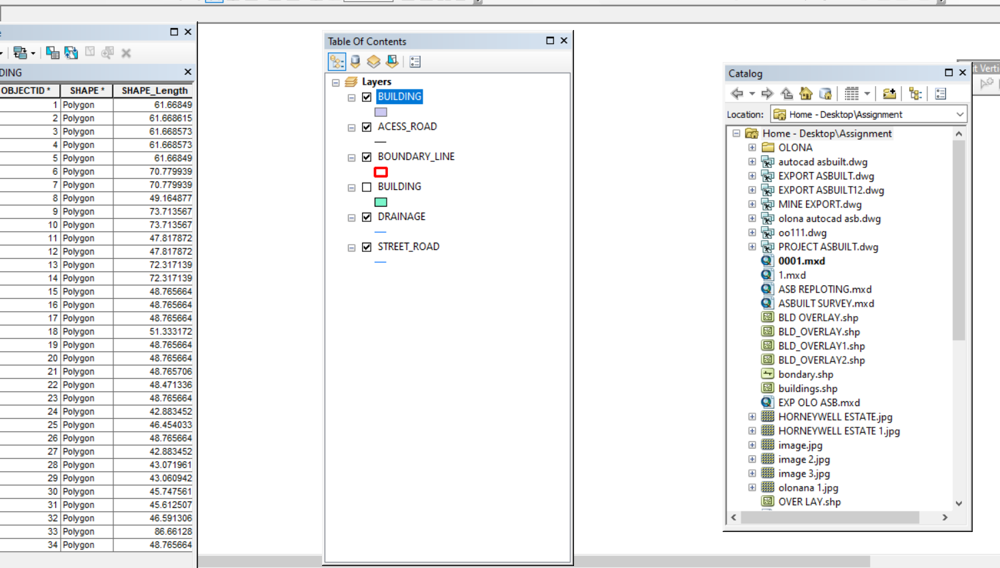 DING
OBJECTID * SHAPE * SHAPE_Length
1 Polygon 61.66849
2 Polygon 61.668615
3 Polygon 61.668573
4 Polygon 61.668573
5 Polygon 61.66849
6 Polygon 70.779939
7 Polygon 70.779939
8 Polygon 49.164877
9 Polygon 73.713567
10 Polygon 73.713567
11 Polygon 47.817872
12 Polygon 47.817872
13 Polygon 72.317139
14 Polygon 72.317139
15 Polygon 48.765664
16 Polygon 48.765664
17 Polygon 48.765664
18 Polygon 51.333172
19 Polygon 48.765664
20 Polygon 48.765664
21 Polygon 48.765706
22 Polygon 48.471336
23 Polygon 48.765664
24 Polygon 42.883452
25 Polygon 46.454033
26 Polygon 48.765664
27 Polygon 42.883452
28 Polygon 43.071961
29 Polygon 43.060942
30 Polygon 45.747561
31 Polygon 45.612507
32 Polygon 46.591306
33 Polygon 86.66128
34 Polygon 48.765664
Table Of Contents
Layers
BUILDING
ACESS_ROAD
BOUNDARY_LINE
BUILDING
DRAINAGE
STREET_ROAD
Catalog
Location: Home - Desktop\Assignment
Home - Desktop\Assignment
OLONA
autocad asbuilt.dwg
EXPORT ASBUILT.dwg
EXPORT ASBUILT12.dwg
MINE EXPORT.dwg
olona autocad asb.dwg
oo111.dwg
PROJECT ASBUILT.dwg
0001.mxd
1.mxd
ASB REPLOTING.mxd
ASBUILT SURVEY.mxd
BLD OVERLAY.shp
BLD_OVERLAY.shp
BLD_OVERLAY1.shp
BLD_OVERLAY2.shp
bondary.shp
buildings.shp
EXP OLO ASB.mxd
HORNEYWELL ESTATE.jpg
HORNEYWELL ESTATE 1.jpg
image.jpg
image 2.jpg
image 3.jpg
olonana 1.jpg
OVER LAY.shp
it Verti